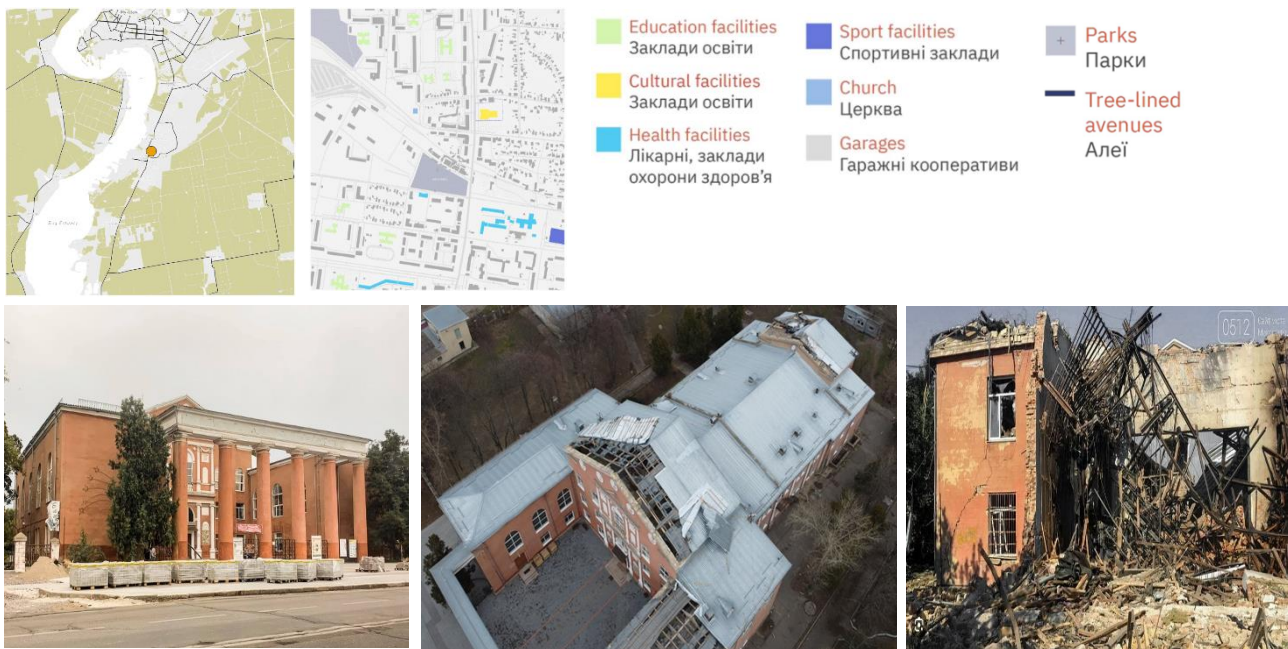 Education facilities
Заклади освіти
Cultural facilities
Заклади освіти
Health facilities
Лікарні, заклади
охорони здоров’я
Sport facilities
Спортивні заклади
Church
Церква
Garages
Гаражні кооперативи
Parks
Парки
Tree-lined
avenues
Алеї
0512